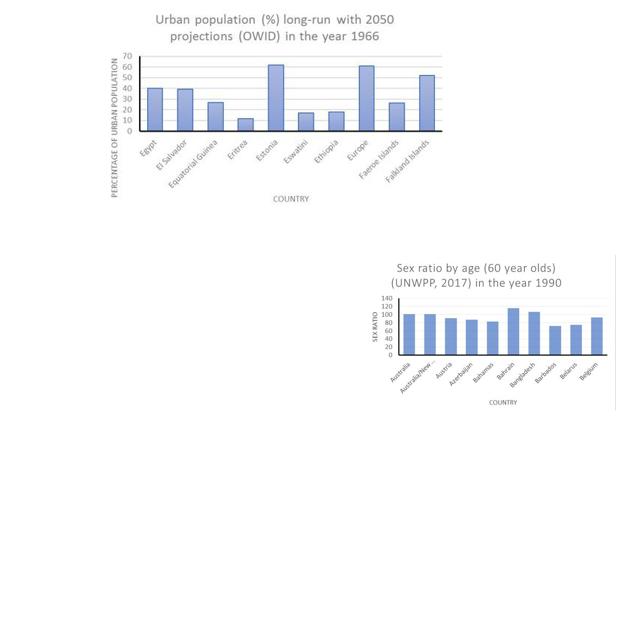 Urban population (%) long-run with 2050
projections (OWID) in the year 1966
PERCENTAGE OF URBAN POPULATION
70
60
50
40
30
20
10
0
Egypt
El Salvador
Equatorial Guinea
Eritrea
Estonia
Eswatini
Ethiopia
Europe
Faeroe Islands
Falkland Islands
COUNTRY
Sex ratio by age (60 year olds)
(UNWPP, 2017) in the year 1990
SEX RATIO
140
120
100
80
60
40
20
0
Australia
Australia/New...
Austria
Azerbaijan
Bahamas
Bahrain
Bangladesh
Barbados
Belarus
Belgium
COUNTRY